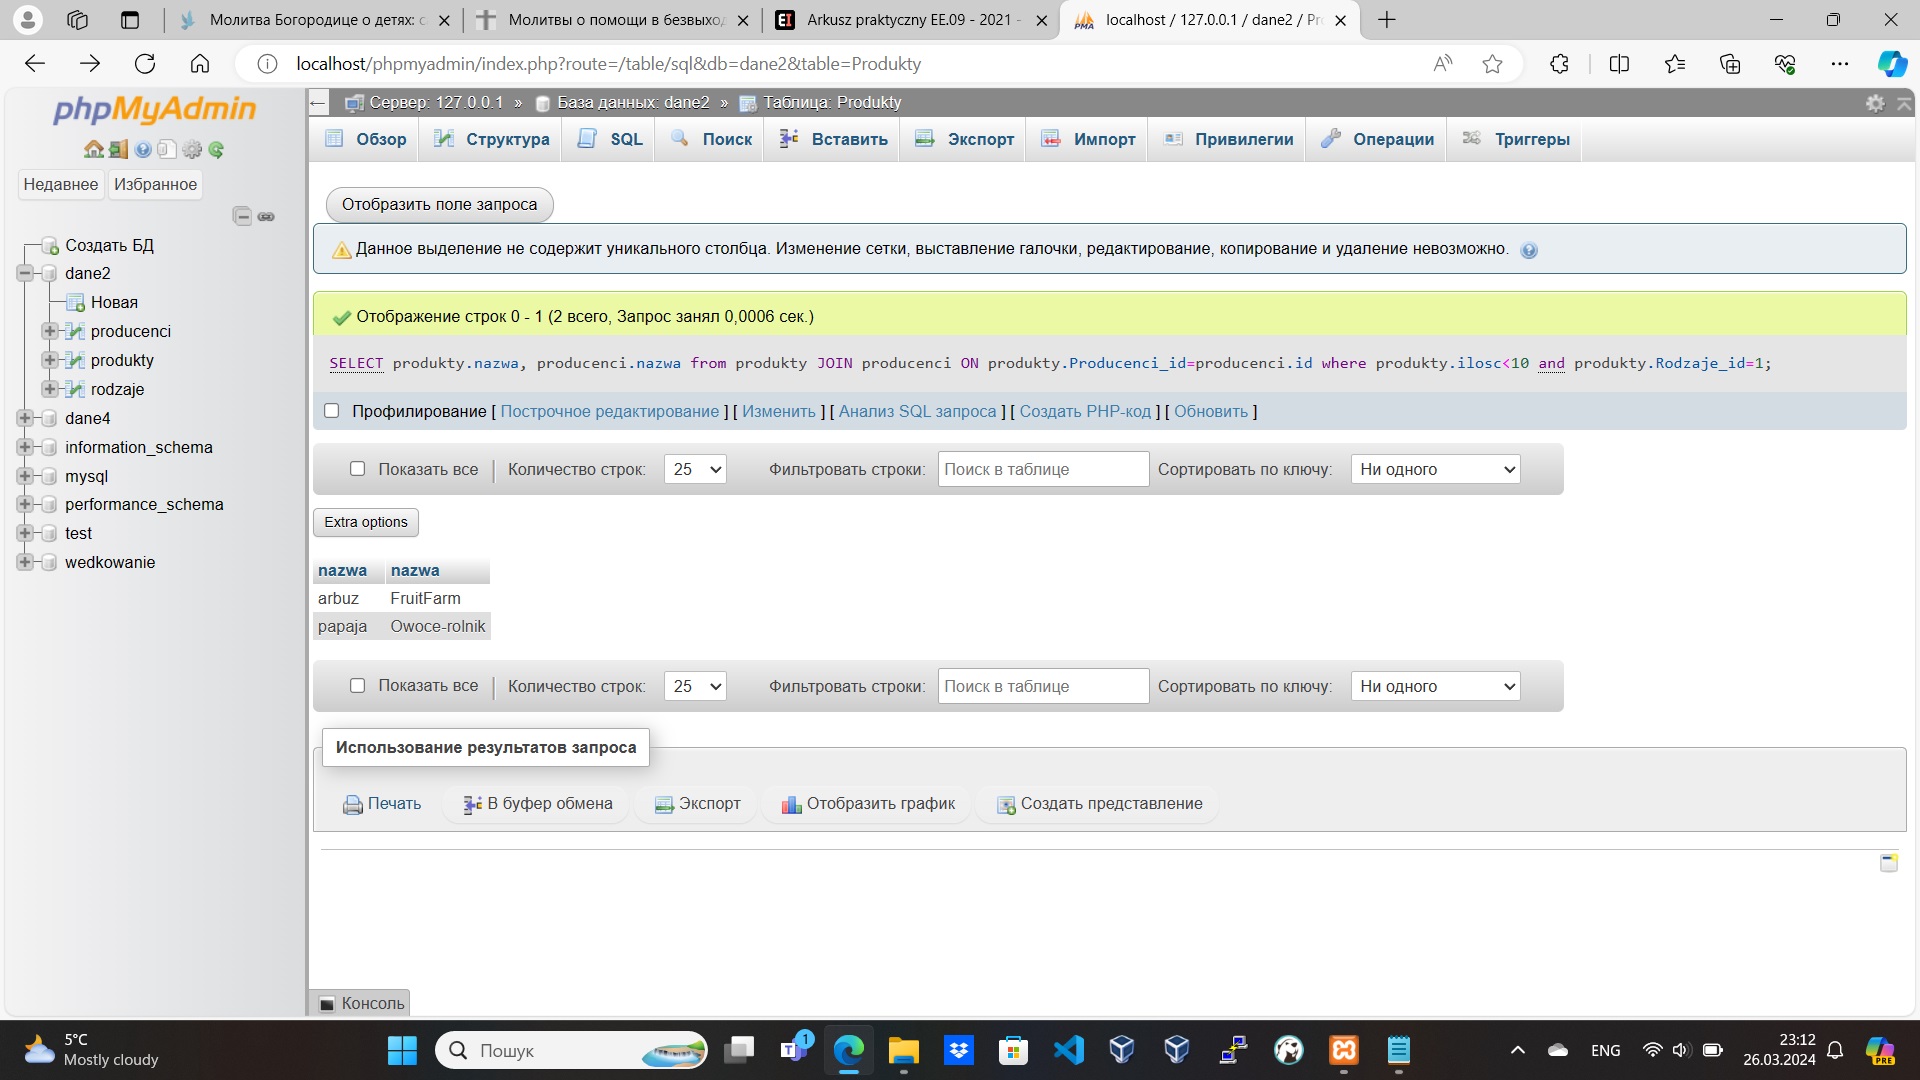 Молитва Богородице о детях: с
Молитвы о помощи в безвыход
Arkusz praktyczny EE.09 - 2021 -
localhost / 127.0.0.1 / dane2 / Pr
localhost/phpmyadmin/index.php?route=/table/sql&db=dane2&table=Produkty
phpMyAdmin
Недавнее
Избранное
Создать БД
dane2
Новая
producenci
produkty
rodzaje
dane4
information_schema
mysql
performance_schema
test
wedkowanie
Сервер: 127.0.0.1 » База данных: dane2 » Таблица: Produkty
Обзор Структура SQL Поиск Вставить Экспорт Импорт Привилегии Операции Триггеры
Отобразить поле запроса
Данное выделение не содержит уникального столбца. Изменение сетки, выставление галочки, редактирование, копирование и удаление невозможно.
Отображение строк 0 - 1 (2 всего, Запрос занял 0,0006 сек.)
SELECT produkty.nazwa, producenci.nazwa from produkty JOIN producenci ON produkty.Producenci_id=producenci.id where produkty.ilosc<10 and produkty.Rodzaje_id=1;
Профилирование [ Построчное редактирование ] [ Изменить ] [ Анализ SQL запроса ] [ Создать PHP-код ] [ Обновить ]
Показать все Количество строк: 25 Фильтровать строки: Поиск в таблице Сортировать по ключу: Ни одного
Extra options
nazwa nazwa
arbuz FruitFarm
papaja Owoce-rolnik
Показать все Количество строк: 25 Фильтровать строки: Поиск в таблице Сортировать по ключу: Ни одного
Использование результатов запроса
Печать В буфер обмена Экспорт Отобразить график Создать представление
Консоль
5°C
Mostly cloudy
Пошук
1
ENG
23:12
26.03.2024
PRE